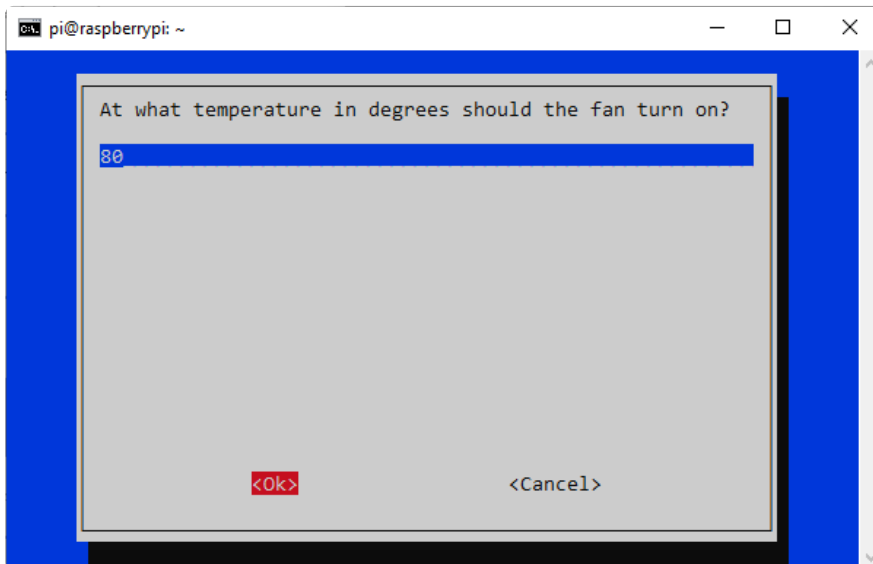 pi@raspberrypi: ~
At what temperature in degrees should the fan turn on?
80
<Ok> <Cancel>